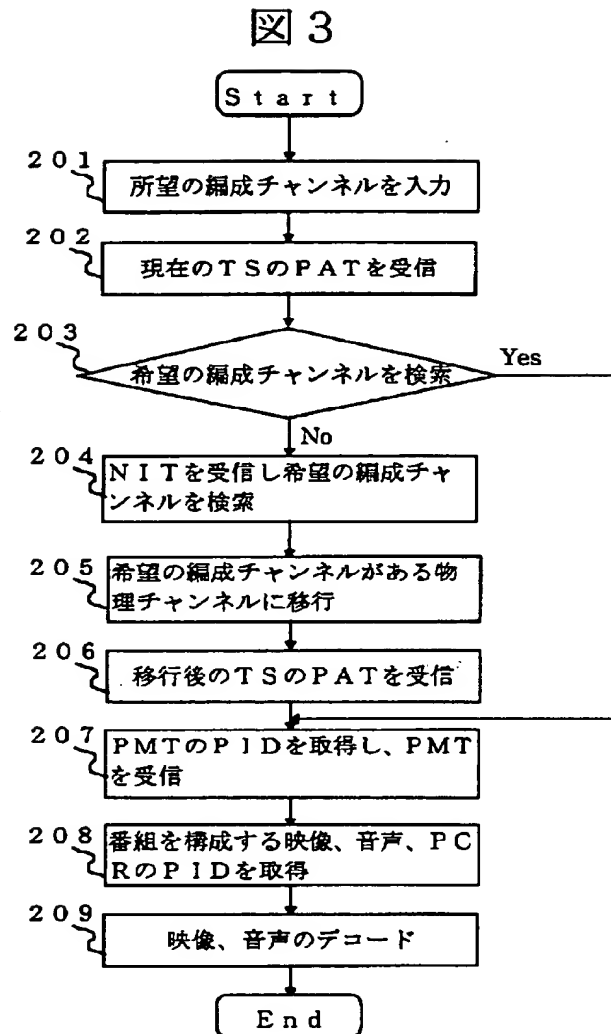 図3
Start
201
所望の編成チャンネルを入力
202
現在のTSのPATを受信
203
希望の編成チャンネルを検索
Yes
No
204
NITを受信し希望の編成チャ
ンネルを検索
205
希望の編成チャンネルがある物
理チャンネルに移行
206
移行後のTSのPATを受信
207
PMTのPIDを取得し、PMT
を受信
208
番組を構成する映像、音声、PC
RのPIDを取得
209
映像、音声のデコード
End